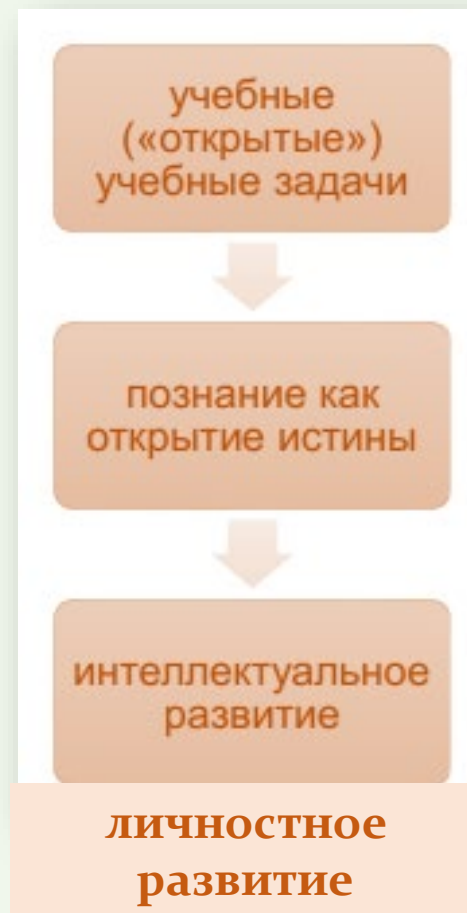 учебные
(«открытые»)
учебные задачи
познание как
открытие истины
интеллектуальное
развитие
личностное
развитие